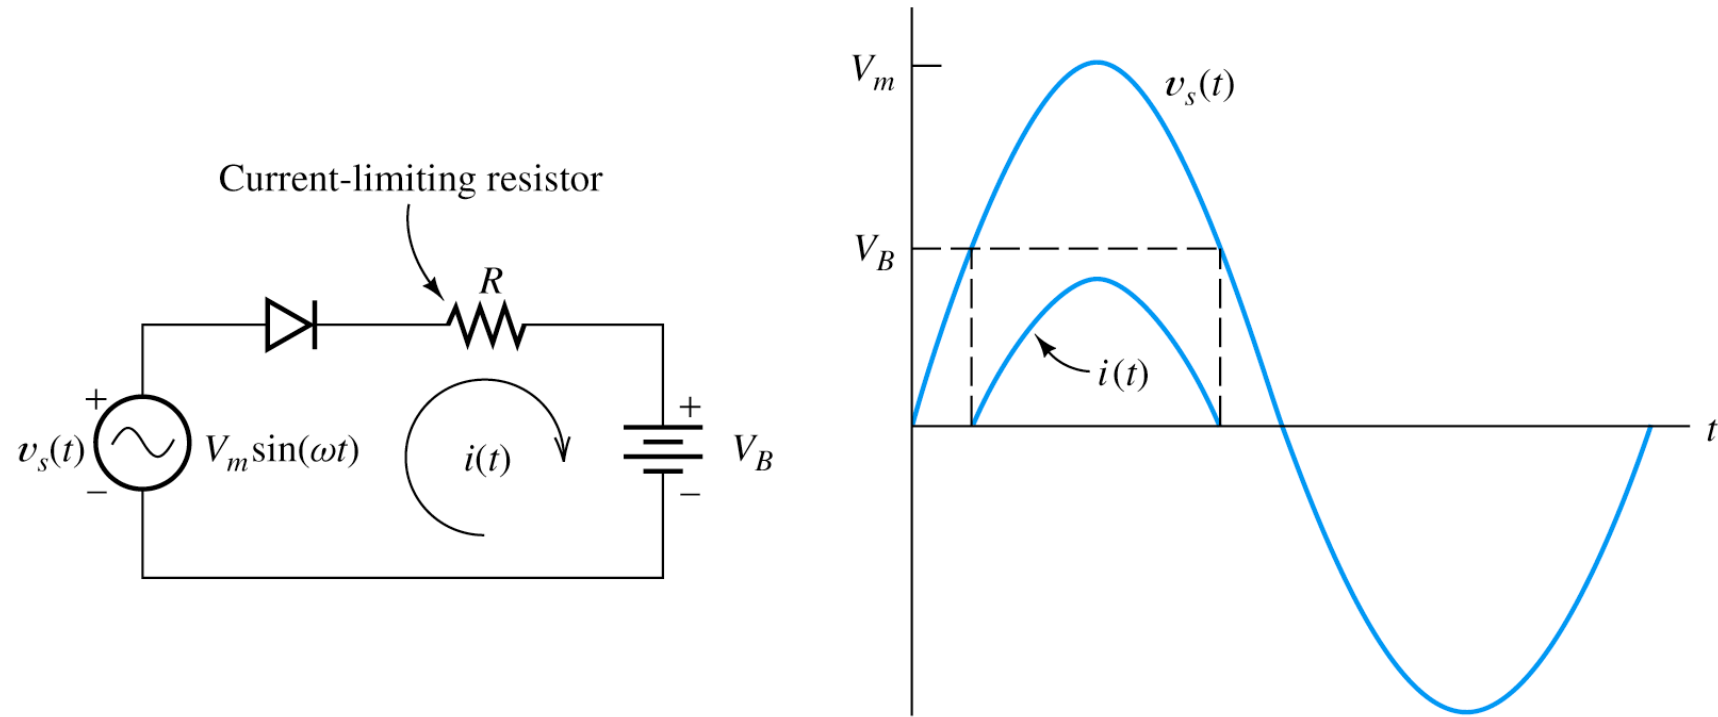 Current-limiting resistor
R
+
v_s(t)
V_m sin(ωt)
−
i(t)
+
V_B
−
V_m
v_s(t)
V_B
i(t)
t